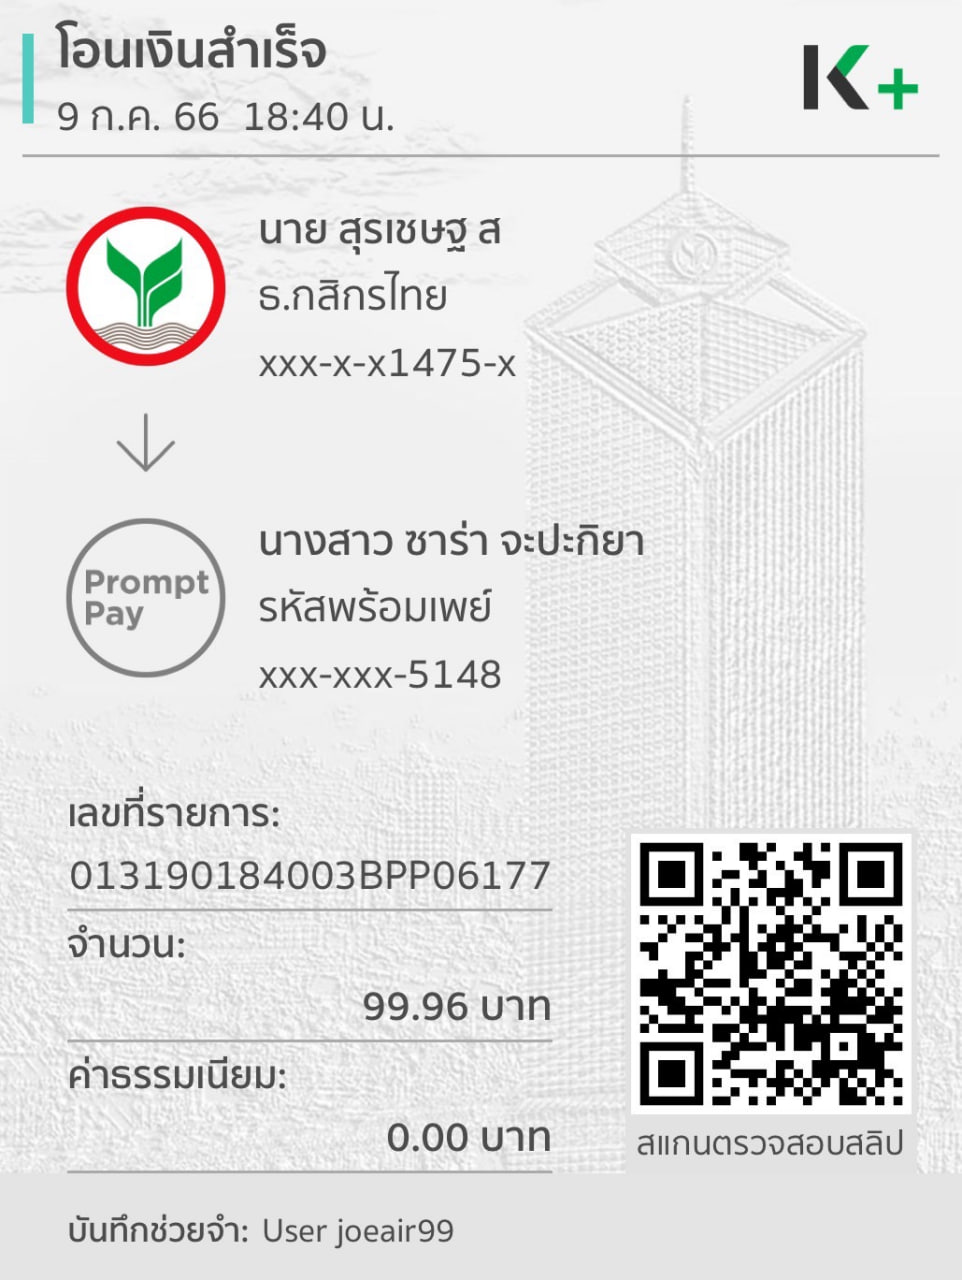 โอนเงินสำเร็จ
9 ก.ค. 66 18:40 น.
K+
นาย สุรเชษฐ ส
ธ.กสิกรไทย
xxx-x-x1475-x
Prompt
Pay
นางสาว ซาร่า จะปะกิยา
รหัสพร้อมเพย์
xxx-xxx-5148
เลขที่รายการ:
013190184003BPP06177
จำนวน:
99.96 บาท
ค่าธรรมเนียม:
0.00 บาท
สแกนตรวจสอบสลิป
บันทึกช่วยจำ: User joeair99